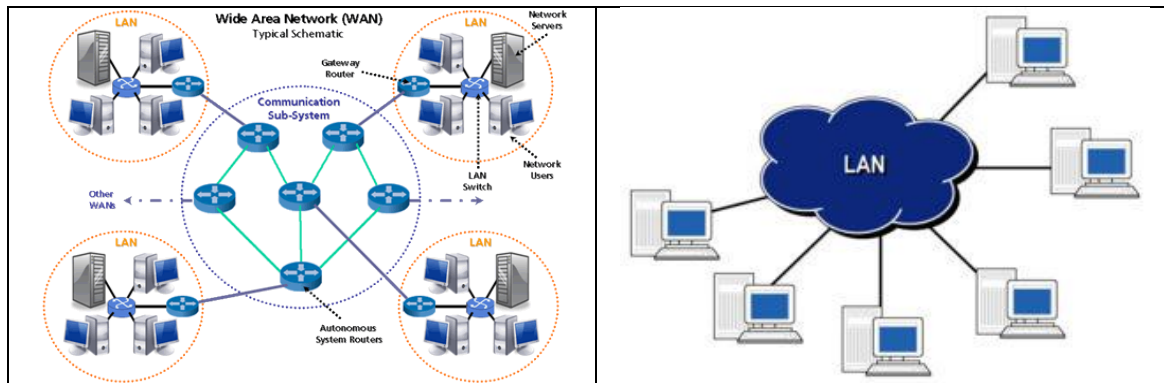 Wide Area Network (WAN)
Typical Schematic
LAN
LAN
Network
Servers
Gateway
Router
Communication
Sub-System
LAN
Switch
Network
Users
Other
WANs
LAN
LAN
Autonomous
System Routers
LAN